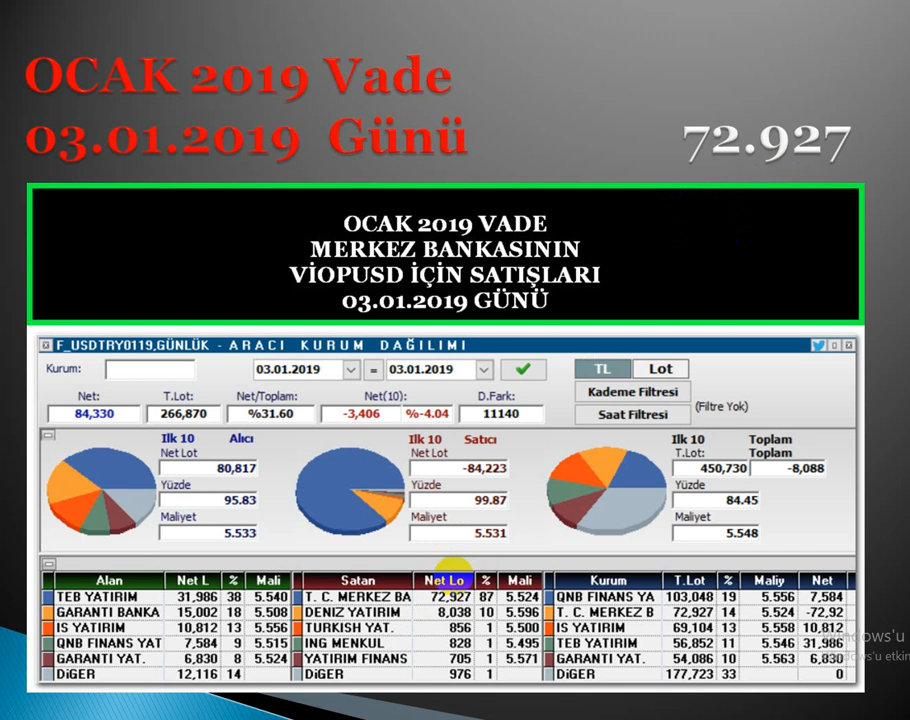 OCAK 2019 Vade
03.01.2019 Günü 72.927
OCAK 2019 VADE
MERKEZ BANKASININ
VİOPUSD İÇİN SATIŞLARI
03.01.2019 GÜNÜ
F_USDTRY0119,GÜNLÜK - ARACI KURUM DAĞILIMI
Kurum: 03.01.2019 = 03.01.2019 TL Lot
Kademe Filtresi
Net: T.Lot: Net/Toplam: Net(10): D.Fark: (Filtre Yok)
84,330 266,870 %31.60 -3,406 %-4.04 11140 Saat Filtresi
İlk 10 Alıcı İlk 10 Satıcı İlk 10 Toplam
Net Lot Net Lot T.Lot: Toplam
80,817 -84,223 450,730 -8,088
Yüzde Yüzde Yüzde
95.83 99.87 84.45
Maliyet Maliyet Maliyet
5.533 5.531 5.548
Alan Net L % Mali Satan Net Lo % Mali Kurum T.Lot % Maliy Net
TEB YATIRIM 31,986 38 5.540 T. C. MERKEZ BA 72,927 87 5.524 QNB FINANS YA 103,048 19 5.556 7,584
GARANTI BANKA 15,002 18 5.508 DENIZ YATIRIM 8,038 10 5.596 T. C. MERKEZ B 72,927 14 5.524 -72,92
IS YATIRIM 10,812 13 5.556 TURKISH YAT. 856 1 5.500 IS YATIRIM 69,104 13 5.558 10,812
QNB FINANS YAT 7,584 9 5.515 ING MENKUL 828 1 5.495 TEB YATIRIM 56,852 11 5.546 31,986
GARANTI YAT. 6,830 8 5.524 YATIRIM FINANS 705 1 5.571 GARANTI YAT. 54,086 10 5.563 6,830
DiGER 12,116 14 DiGER 976 1 DiGER 177,723 33 0
Windows'u
Windows'u etkin